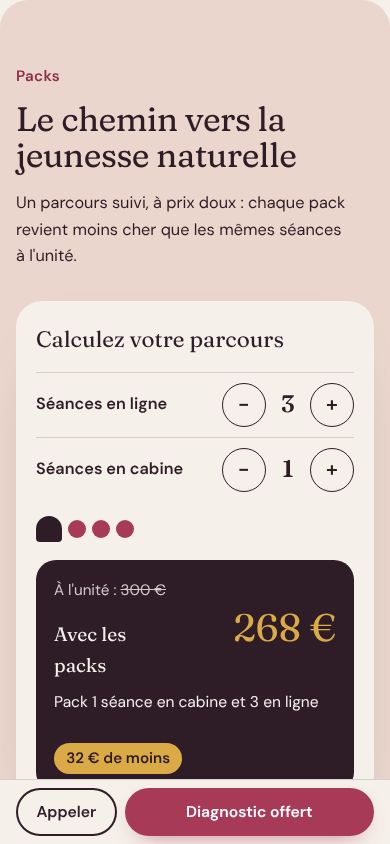 Packs
Le chemin vers la
jeunesse naturelle
Un parcours suivi, à prix doux : chaque pack
revient moins cher que les mêmes séances
à l'unité.
Calculez votre parcours
Séances en ligne − 3 +
Séances en cabine − 1 +
À l'unité : 300 €
Avec les
packs
268 €
Pack 1 séance en cabine et 3 en ligne
32 € de moins
Appeler
Diagnostic offert